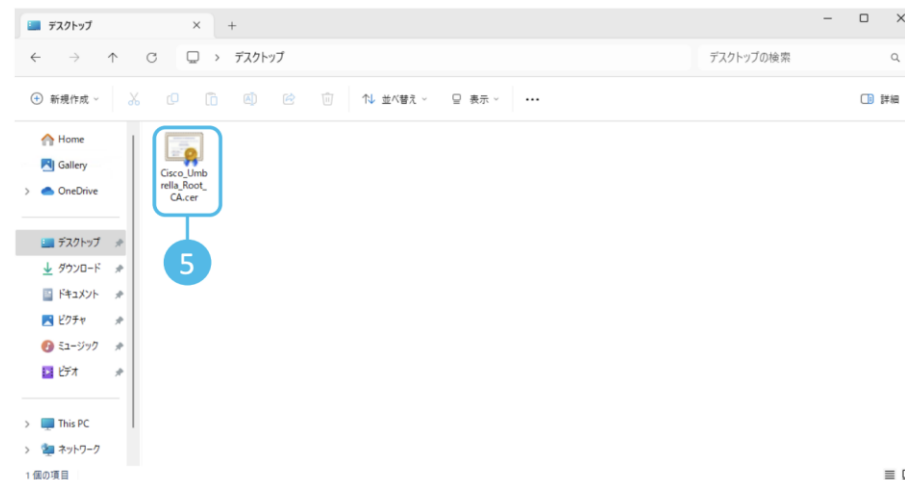 デスクトップ
デスクトップ
デスクトップの検索
新規作成
並べ替え
表示
詳細
Home
Gallery
OneDrive
デスクトップ
ダウンロード
ドキュメント
ピクチャ
ミュージック
ビデオ
This PC
ネットワーク
Cisco_Umb
rella_Root_
CA.cer
5
1 個の項目